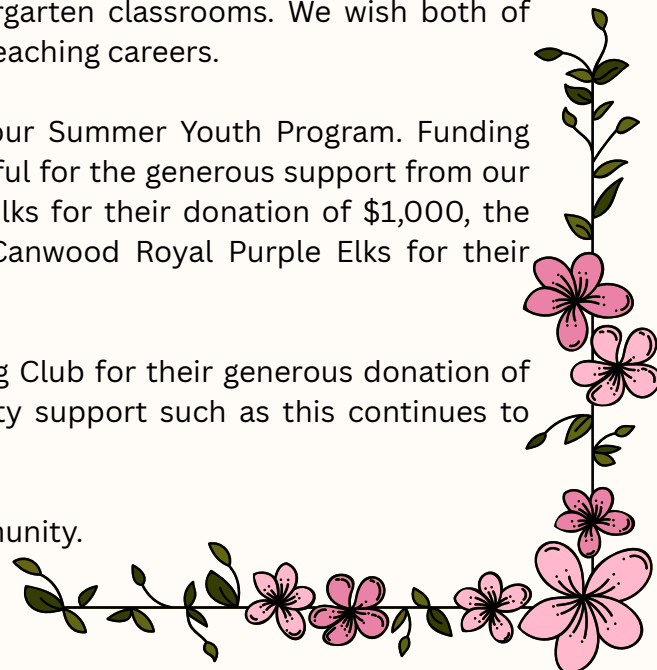 rgarten classrooms. We wish both of
eaching careers.
our Summer Youth Program. Funding
ful for the generous support from our
lks for their donation of $1,000, the
Canwood Royal Purple Elks for their
g Club for their generous donation of
ty support such as this continues to
munity.